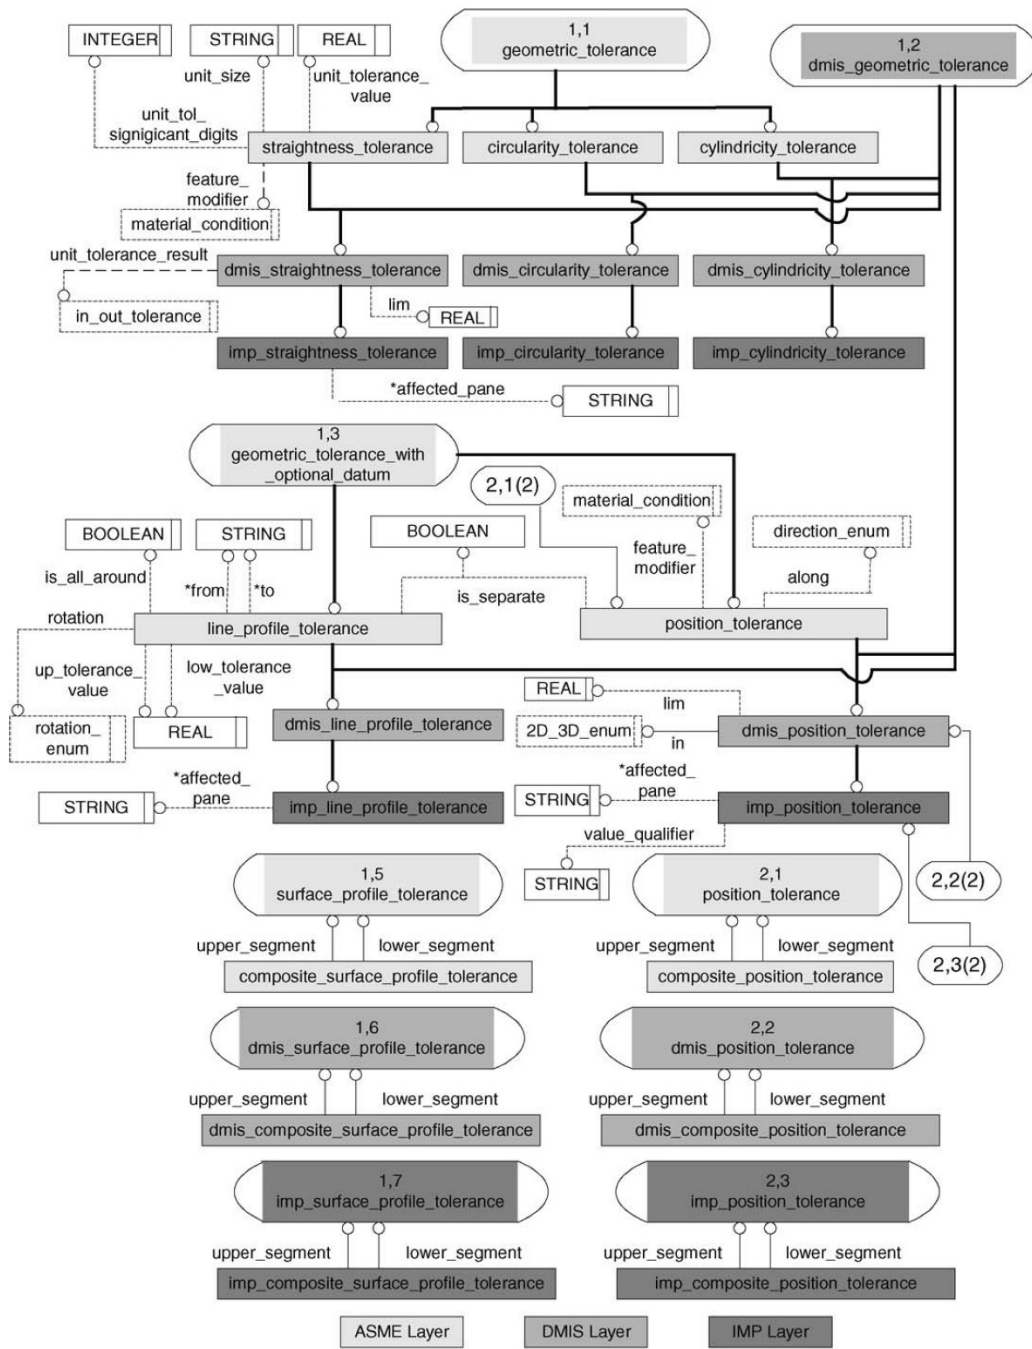 1,1
geometric_tolerance
1,2
dmis_geometric_tolerance
INTEGER
STRING
REAL
unit_size
unit_tolerance_
value
unit_tol_
signigicant_digits
straightness_tolerance
circularity_tolerance
cylindricity_tolerance
feature_
modifier
material_condition
unit_tolerance_result
dmis_straightness_tolerance
dmis_circularity_tolerance
dmis_cylindricity_tolerance
in_out_tolerance
lim
REAL
imp_straightness_tolerance
imp_circularity_tolerance
imp_cylindricity_tolerance
*affected_pane
STRING
1,3
geometric_tolerance_with
_optional_datum
2,1(2)
material_condition
BOOLEAN
STRING
BOOLEAN
direction_enum
is_all_around
*from
*to
feature_
modifier
along
is_separate
rotation
line_profile_tolerance
position_tolerance
up_tolerance_
value
low_tolerance
_value
rotation_
enum
REAL
dmis_line_profile_tolerance
REAL
lim
2D_3D_enum
in
dmis_position_tolerance
*affected_
pane
STRING
imp_line_profile_tolerance
*affected_
pane
STRING
imp_position_tolerance
value_qualifier
STRING
2,2(2)
2,3(2)
1,5
surface_profile_tolerance
2,1
position_tolerance
upper_segment
lower_segment
upper_segment
lower_segment
composite_surface_profile_tolerance
composite_position_tolerance
1,6
dmis_surface_profile_tolerance
2,2
dmis_position_tolerance
upper_segment
lower_segment
upper_segment
lower_segment
dmis_composite_surface_profile_tolerance
dmis_composite_position_tolerance
1,7
imp_surface_profile_tolerance
2,3
imp_position_tolerance
upper_segment
lower_segment
upper_segment
lower_segment
imp_composite_surface_profile_tolerance
imp_composite_position_tolerance
ASME Layer
DMIS Layer
IMP Layer